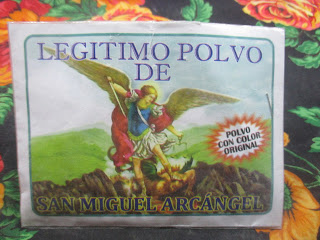 LEGITIMO POLVO
DE
POLVO
CON COLOR
ORIGINAL
SAN MIGUEL ARCÁNGEL